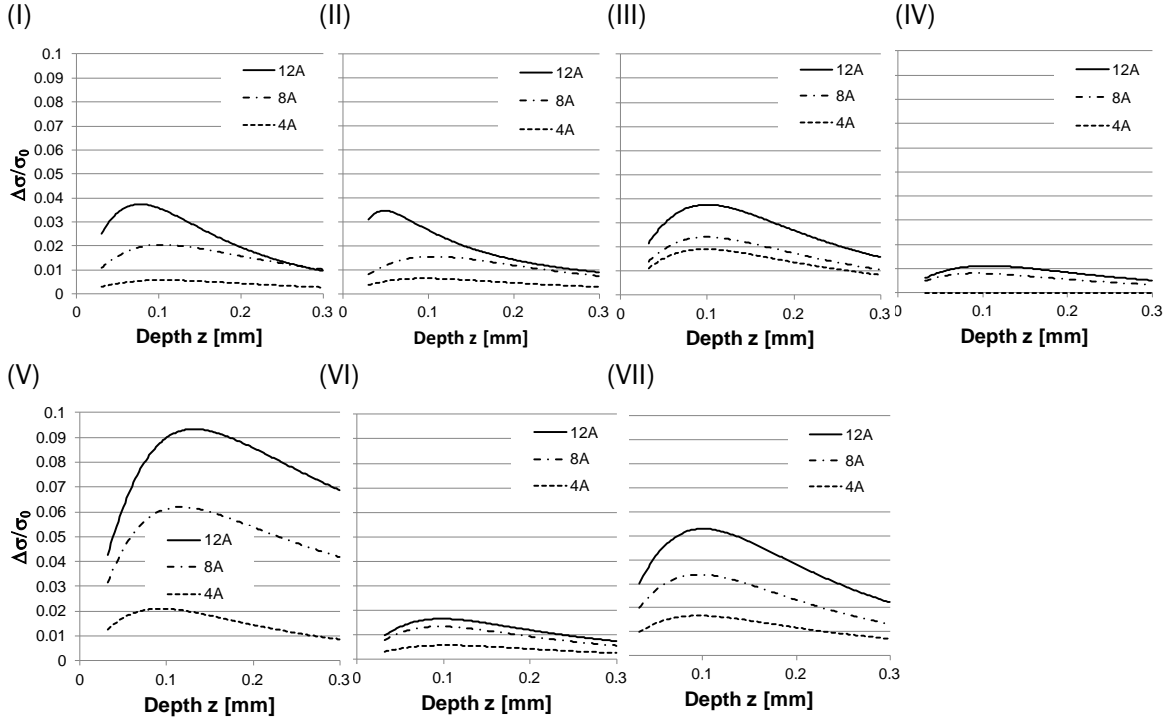 (I) (II) (III) (IV)
0.1
0.09
0.08
0.07
0.06
0.05
0.04
0.03
0.02
0.01
0
Δσ/σ0
12A
8A
4A
12A
8A
4A
12A
8A
4A
12A
8A
4A
0 0.1 0.2 0.3
0 0.1 0.2 0.3
0 0.1 0.2 0.3
0 0.1 0.2 0.3
Depth z [mm]
Depth z [mm]
Depth z [mm]
Depth z [mm]
(V) (VI) (VII)
0.1
0.09
0.08
0.07
0.06
0.05
0.04
0.03
0.02
0.01
0
Δσ/σ0
12A
8A
4A
12A
8A
4A
12A
8A
4A
0 0.1 0.2 0.3
0 0.1 0.2 0.3
0.1 0.2 0.3
Depth z [mm]
Depth z [mm]
Depth z [mm]